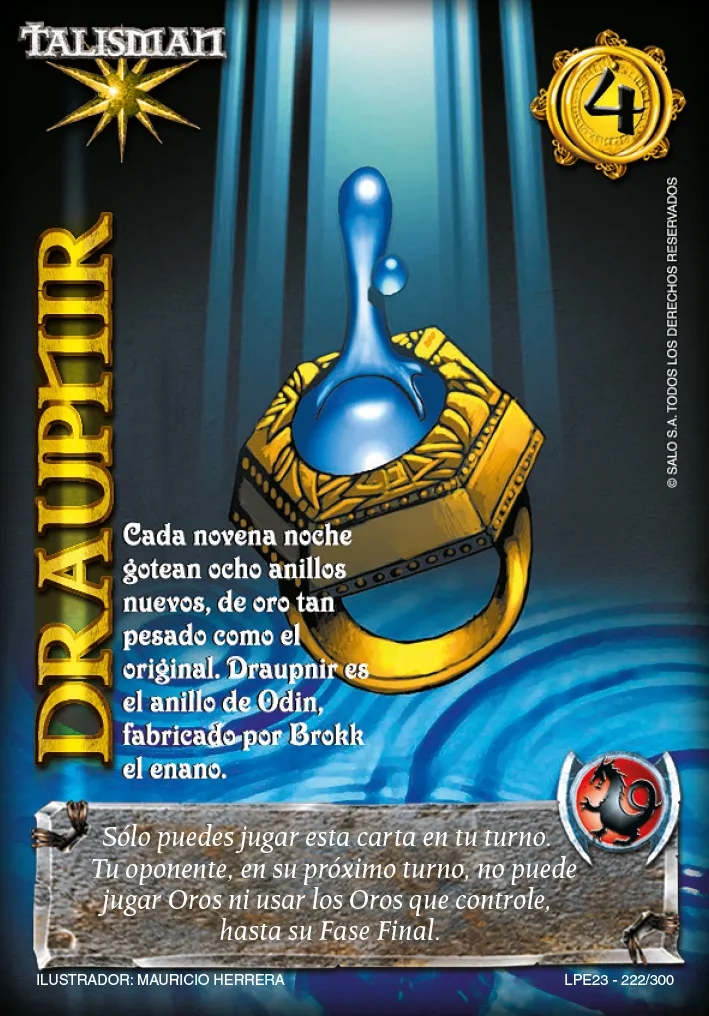 TALISMAN
4
DRAUPNIR
Cada novena noche
gotean ocho anillos
nuevos, de oro tan
pesado como el
original. Draupnir es
el anillo de Odin,
fabricado por Brokk
el enano.
© SALO S.A. TODOS LOS DERECHOS RESERVADOS
Sólo puedes jugar esta carta en tu turno.
Tu oponente, en su próximo turno, no puede
jugar Oros ni usar los Oros que controle,
hasta su Fase Final.
ILUSTRADOR: MAURICIO HERRERA
LPE23 - 222/300